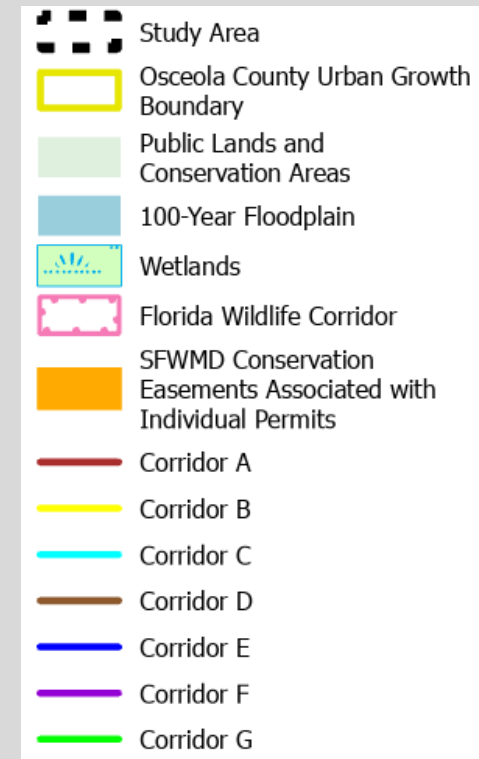 Study Area
Osceola County Urban Growth
Boundary
Public Lands and
Conservation Areas
100-Year Floodplain
Wetlands
Florida Wildlife Corridor
SFWMD Conservation
Easements Associated with
Individual Permits
Corridor A
Corridor B
Corridor C
Corridor D
Corridor E
Corridor F
Corridor G